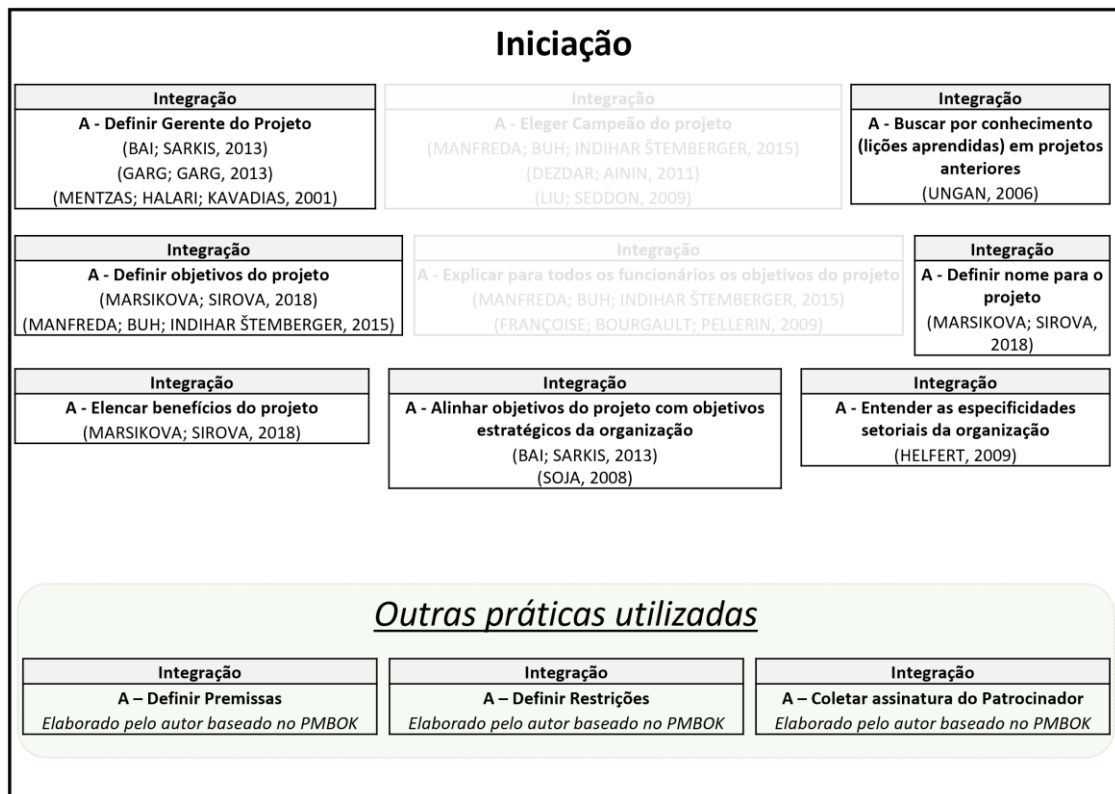 Iniciação
Integração
A - Definir Gerente do Projeto
(BAI; SARKIS, 2013)
(GARG; GARG, 2013)
(MENTZAS; HALARI; KAVADIAS, 2001)
Integração
A - Eleger Campeão do projeto
(MANFREDA; BUH; INDIHAR ŠTEMBERGER, 2015)
(DEZDAR; AININ, 2011)
(LIU; SEDDON, 2009)
Integração
A - Buscar por conhecimento
(lições aprendidas) em projetos
anteriores
(UNGAN, 2006)
Integração
A - Definir objetivos do projeto
(MARSIKOVA; SIROVA, 2018)
(MANFREDA; BUH; INDIHAR ŠTEMBERGER, 2015)
Integração
A - Explicar para todos os funcionários os objetivos do projeto
(MANFREDA; BUH; INDIHAR ŠTEMBERGER, 2015)
(FRANÇOISE; BOURGAULT; PELLERIN, 2009)
Integração
A - Definir nome para o
projeto
(MARSIKOVA; SIROVA,
2018)
Integração
A - Elencar benefícios do projeto
(MARSIKOVA; SIROVA, 2018)
Integração
A - Alinhar objetivos do projeto com objetivos
estratégicos da organização
(BAI; SARKIS, 2013)
(SOJA, 2008)
Integração
A - Entender as especificidades
setoriais da organização
(HELFERT, 2009)
Outras práticas utilizadas
Integração
A – Definir Premissas
Elaborado pelo autor baseado no PMBOK
Integração
A – Definir Restrições
Elaborado pelo autor baseado no PMBOK
Integração
A – Coletar assinatura do Patrocinador
Elaborado pelo autor baseado no PMBOK